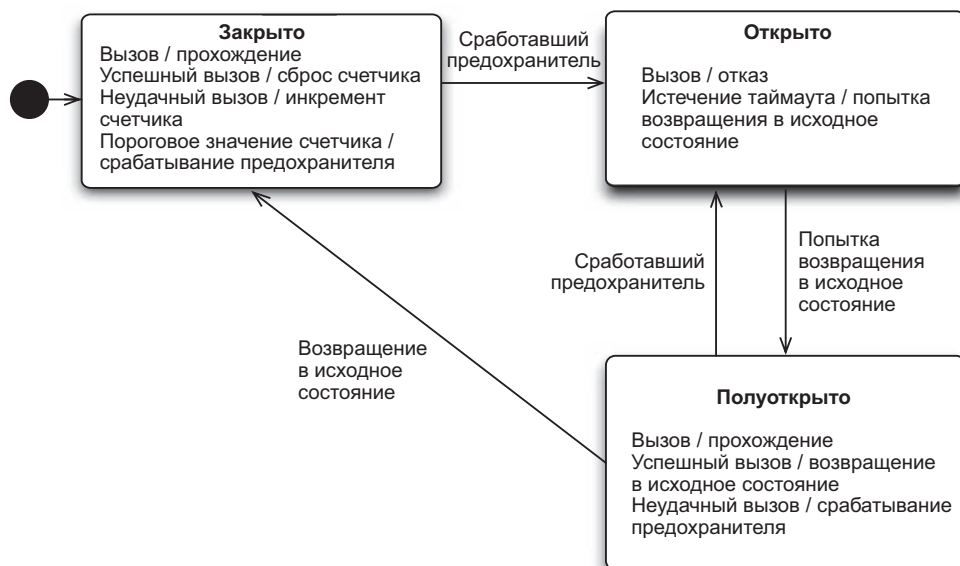 Закрыто
Вызов / прохождение
Успешный вызов / сброс счетчика
Неудачный вызов / инкремент
счетчика
Пороговое значение счетчика /
срабатывание предохранителя
Сработавший
предохранитель
Открыто
Вызов / отказ
Истечение таймаута / попытка
возвращения в исходное
состояние
Сработавший
предохранитель
Попытка
возвращения
в исходное
состояние
Возвращение
в исходное
состояние
Полуоткрыто
Вызов / прохождение
Успешный вызов / возвращение
в исходное состояние
Неудачный вызов / срабатывание
предохранителя